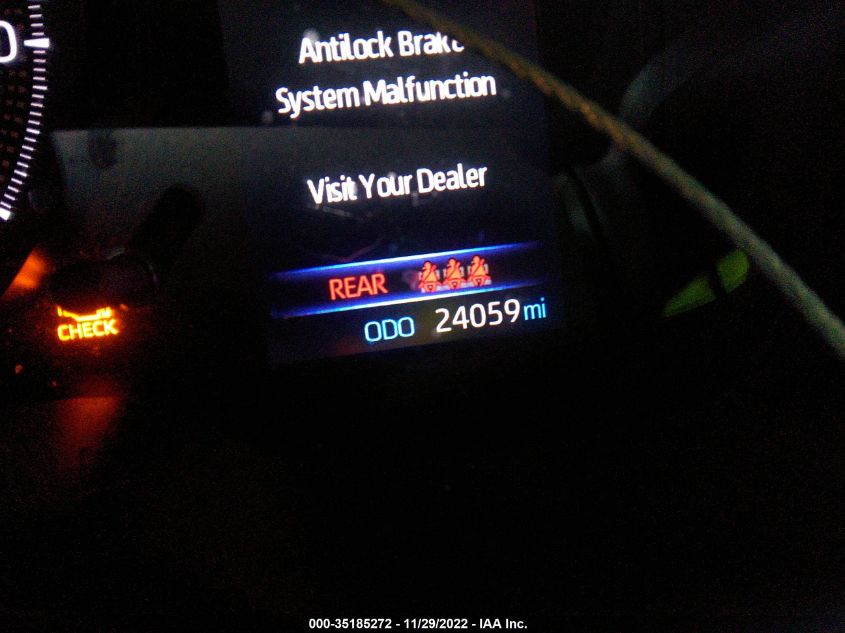 Antilock Brake
System Malfunction
Visit Your Dealer
REAR
ODO 24059 mi
CHECK
000-35185272 - 11/29/2022 - IAA Inc.